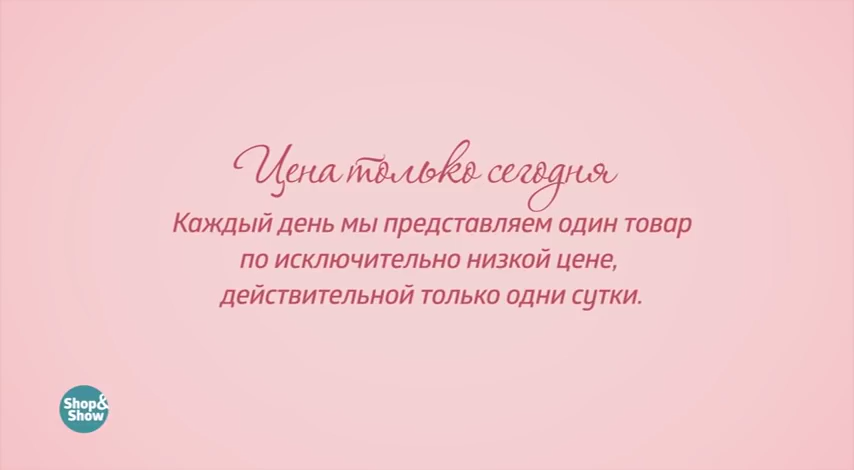 Цена только сегодня
Каждый день мы представляем один товар
по исключительно низкой цене,
действительной только одни сутки.
Shop&
Show